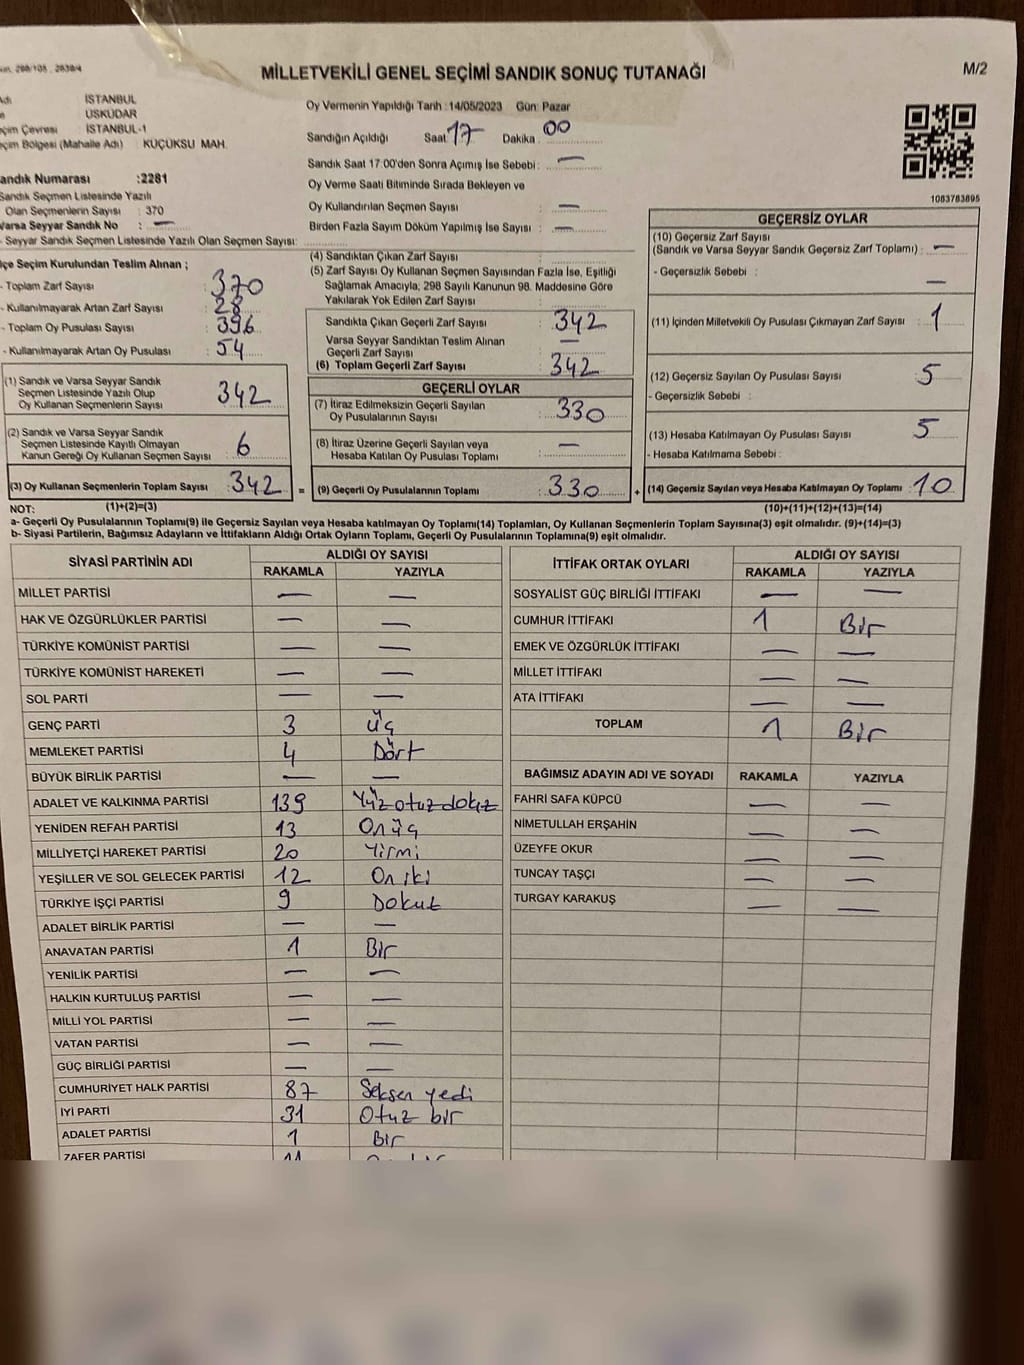 MİLLETVEKİLİ GENEL SEÇİMİ SANDIK SONUÇ TUTANAĞI
M/2
İSTANBUL
ÜSKÜDAR
İSTANBUL-1
Bölgesi (Mahalle Adı) : KÜÇÜKSU MAH.
Sandık Numarası :2281
Sandık Seçmen Listesinde Yazılı
Olan Seçmenlerin Sayısı : 370
Varsa Seyyar Sandık No : —
- Seyyar Sandık Seçmen Listesinde Yazılı Olan Seçmen Sayısı:
Oy Vermenin Yapıldığı Tarih : 14/05/2023 Gün: Pazar
Sandığın Açıldığı Saat 17 Dakika 00
Sandık Saat 17:00'den Sonra Açımış İse Sebebi: —
Oy Verme Saati Bitiminde Sırada Bekleyen ve
Oy Kullandırılan Seçmen Sayısı —
Birden Fazla Sayım Döküm Yapılmış İse Sayısı : —
1083783895
İlçe Seçim Kurulundan Teslim Alınan ;
- Toplam Zarf Sayısı : 370
- Kullanılmayarak Artan Zarf Sayısı : 28
- Toplam Oy Pusulası Sayısı : 396
- Kullanılmayarak Artan Oy Pusulası : 54
(4) Sandıktan Çıkan Zarf Sayısı
(5) Zarf Sayısı Oy Kullanan Seçmen Sayısından Fazla İse, Eşitliği
Sağlamak Amacıyla; 298 Sayılı Kanunun 98. Maddesine Göre
Yakılarak Yok Edilen Zarf Sayısı
Sandıkta Çıkan Geçerli Zarf Sayısı : 342
Varsa Seyyar Sandıktan Teslim Alınan
Geçerli Zarf Sayısı —
(6) Toplam Geçerli Zarf Sayısı : 342
GEÇERSİZ OYLAR
(10) Geçersiz Zarf Sayısı
(Sandık ve Varsa Seyyar Sandık Geçersiz Zarf Toplamı) : —
- Geçersizlik Sebebi : —
(11) İçinden Milletvekili Oy Pusulası Çıkmayan Zarf Sayısı : 1
(12) Geçersiz Sayılan Oy Pusulası Sayısı : 5
- Geçersizlik Sebebi :
(13) Hesaba Katılmayan Oy Pusulası Sayısı : 5
- Hesaba Katılmama Sebebi :
(14) Geçersiz Sayılan veya Hesaba Katılmayan Oy Toplamı : 10
(10)+(11)+(12)+(13)=(14)
(1) Sandık ve Varsa Seyyar Sandık
Seçmen Listesinde Yazılı Olup
Oy Kullanan Seçmenlerin Sayısı : 342
(2) Sandık ve Varsa Seyyar Sandık
Seçmen Listesinde Kayıtlı Olmayan
Kanun Gereği Oy Kullanan Seçmen Sayısı : 6
(3) Oy Kullanan Seçmenlerin Toplam Sayısı : 342 =
(1)+(2)=(3)
GEÇERLİ OYLAR
(7) İtiraz Edilmeksizin Geçerli Sayılan
Oy Pusulalarının Sayısı : 330
(8) İtiraz Üzerine Geçerli Sayılan veya
Hesaba Katılan Oy Pusulası Toplamı : —
(9) Geçerli Oy Pusulalarının Toplamı : 330 +
NOT:
a- Geçerli Oy Pusulalarının Toplamı(9) ile Geçersiz Sayılan veya Hesaba katılmayan Oy Toplamı(14) Toplamları, Oy Kullanan Seçmenlerin Toplam Sayısına(3) eşit olmalıdır. (9)+(14)=(3)
b- Siyasi Partilerin, Bağımsız Adayların ve İttifakların Aldığı Ortak Oyların Toplamı, Geçerli Oy Pusulalarının Toplamına(9) eşit olmalıdır.
SİYASİ PARTİNİN ADI ALDIĞI OY SAYISI
RAKAMLA YAZIYLA
MİLLET PARTİSİ — —
HAK VE ÖZGÜRLÜKLER PARTİSİ — —
TÜRKİYE KOMÜNİST PARTİSİ — —
TÜRKİYE KOMÜNİST HAREKETİ — —
SOL PARTİ — —
GENÇ PARTİ 3 üç
MEMLEKET PARTİSİ 4 Dört
BÜYÜK BİRLİK PARTİSİ — —
ADALET VE KALKINMA PARTİSİ 139 Yüz otuz dokız
YENİDEN REFAH PARTİSİ 13 Onüç
MİLLİYETÇİ HAREKET PARTİSİ 20 Yirmi
YEŞİLLER VE SOL GELECEK PARTİSİ 12 On iki
TÜRKİYE İŞÇİ PARTİSİ 9 Dokuz
ADALET BİRLİK PARTİSİ — —
ANAVATAN PARTİSİ 1 Bir
YENİLİK PARTİSİ — —
HALKIN KURTULUŞ PARTİSİ — —
MİLLİ YOL PARTİSİ — —
VATAN PARTİSİ — —
GÜÇ BİRLİĞİ PARTİSİ — —
CUMHURİYET HALK PARTİSİ 87 Seksen yedi
İYİ PARTİ 31 Otuz bir
ADALET PARTİSİ 1 Bir
ZAFER PARTİSİ
İTTİFAK ORTAK OYLARI ALDIĞI OY SAYISI
RAKAMLA YAZIYLA
SOSYALİST GÜÇ BİRLİĞİ İTTİFAKI — —
CUMHUR İTTİFAKI 1 Bir
EMEK VE ÖZGÜRLÜK İTTİFAKI — —
MİLLET İTTİFAKI — —
ATA İTTİFAKI — —
TOPLAM 1 Bir
BAĞIMSIZ ADAYIN ADI VE SOYADI RAKAMLA YAZIYLA
FAHRİ SAFA KÜPCÜ — —
NİMETULLAH ERŞAHİN — —
ÜZEYFE OKUR — —
TUNCAY TAŞÇI — —
TURGAY KARAKUŞ — —